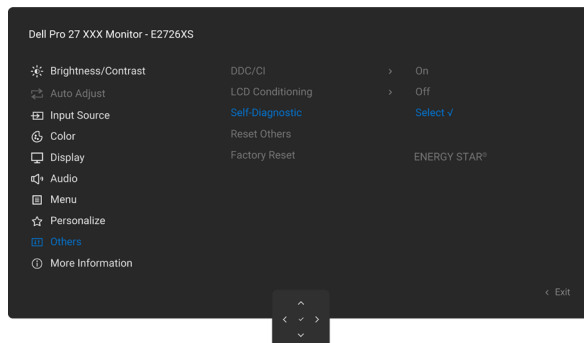 Dell Pro 27 XXX Monitor - E2726XS
Brightness/Contrast
DDC/CI > On
Auto Adjust
LCD Conditioning > Off
Input Source
Self-Diagnostic Select √
Color
Reset Others
Display
Factory Reset ENERGY STAR®
Audio
Menu
Personalize
Others
More Information
< Exit